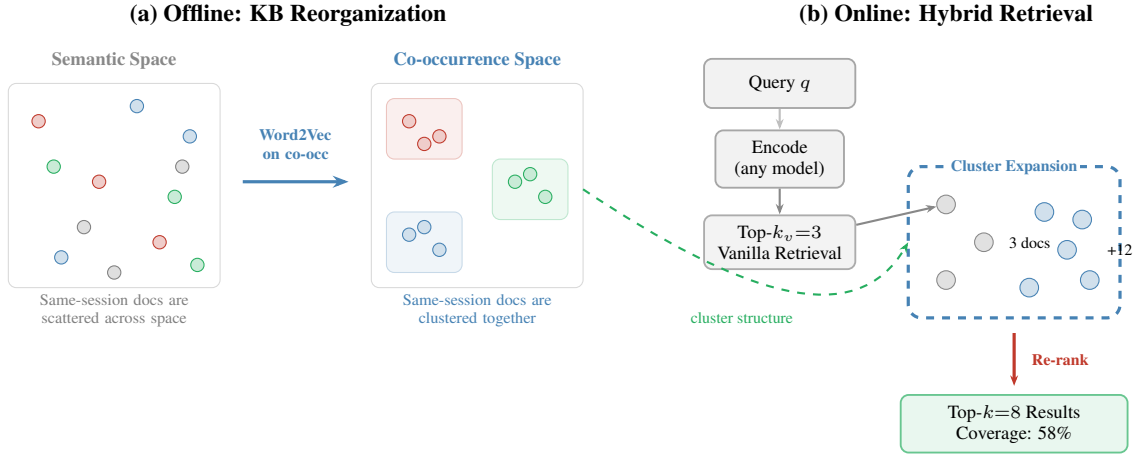 (a) Offline: KB Reorganization
Semantic Space
Word2Vec
on co-occ
Co-occurrence Space
Same-session docs are
scattered across space
Same-session docs are
clustered together
(b) Online: Hybrid Retrieval
Query q
Encode
(any model)
Top-kᵥ=3
Vanilla Retrieval
cluster structure
Cluster Expansion
3 docs
+12
Re-rank
Top-k=8 Results
Coverage: 58%